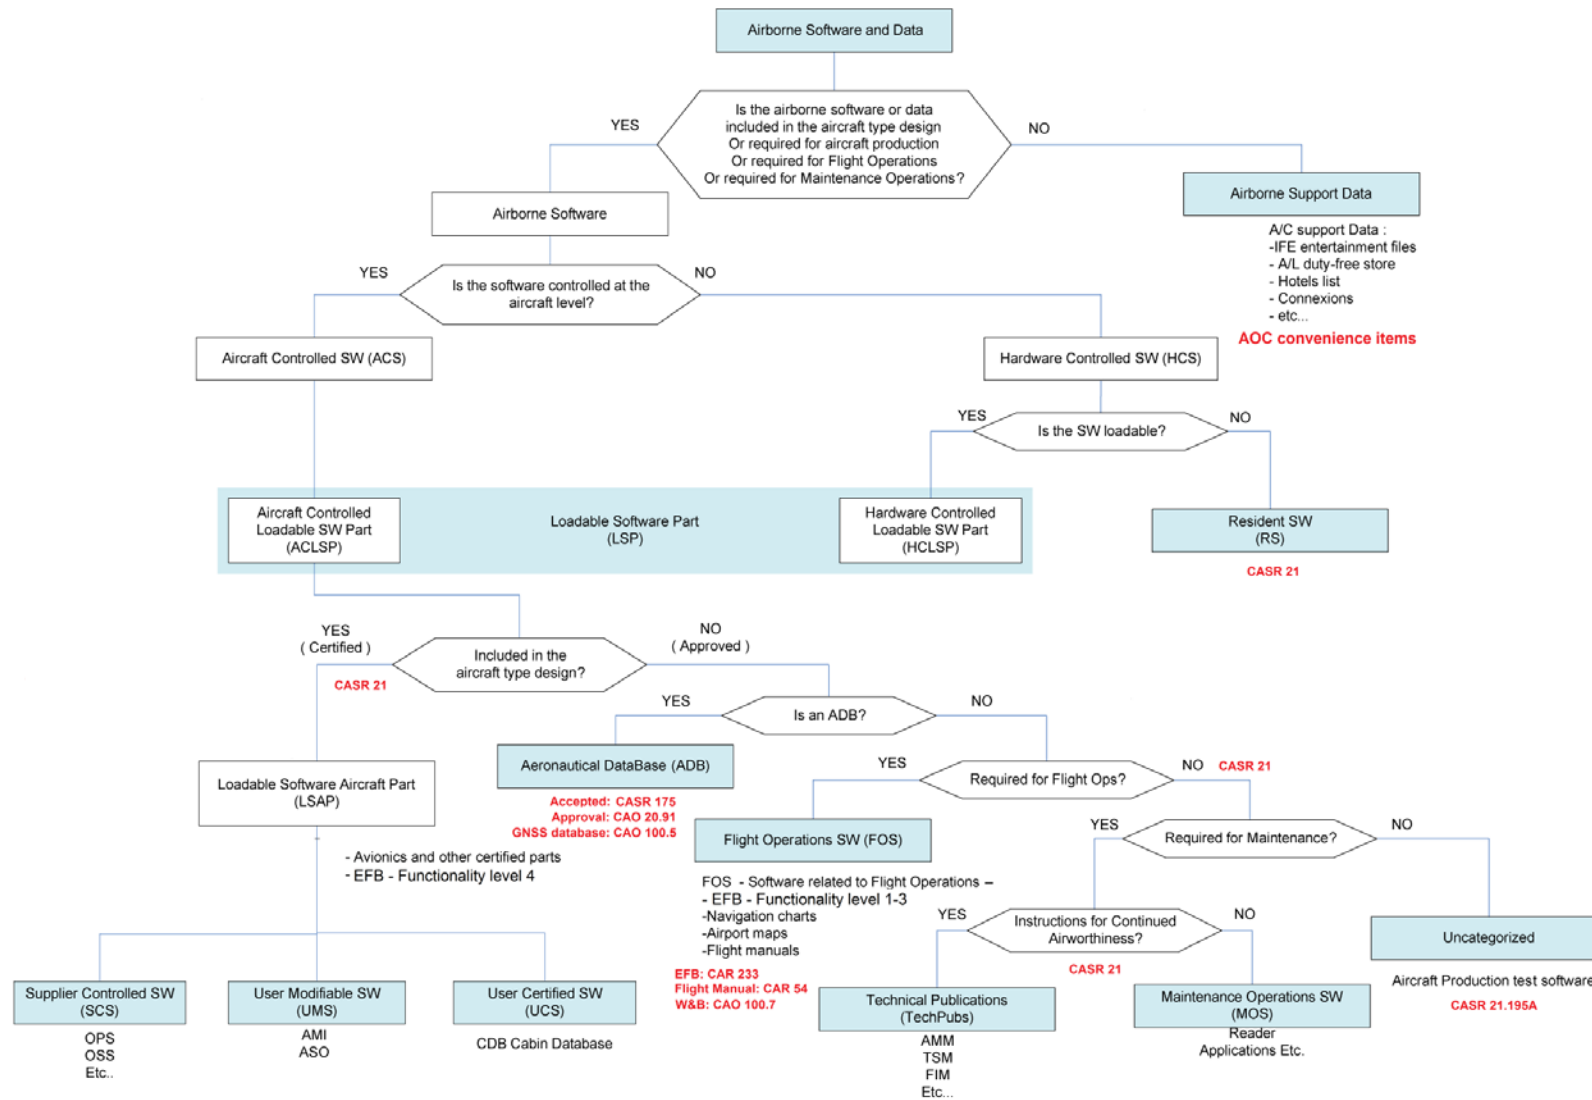 Airborne Software and Data
Is the airborne software or data
included in the aircraft type design
Or required for aircraft production
Or required for Flight Operations
Or required for Maintenance Operations?
YES
NO
Airborne Software
Airborne Support Data
A/C support Data :
-IFE entertainment files
- A/L duty-free store
- Hotels list
- Connexions
- etc...
AOC convenience items
YES
NO
Is the software controlled at the
aircraft level?
Aircraft Controlled SW (ACS)
Hardware Controlled SW (HCS)
YES
NO
Is the SW loadable?
Aircraft Controlled
Loadable SW Part
(ACLSP)
Loadable Software Part
(LSP)
Hardware Controlled
Loadable SW Part
(HCLSP)
Resident SW
(RS)
CASR 21
YES
( Certified )
NO
( Approved )
Included in the
aircraft type design?
CASR 21
YES
NO
Is an ADB?
Loadable Software Aircraft Part
(LSAP)
Aeronautical DataBase (ADB)
Accepted: CASR 175
Approval: CAO 20.91
GNSS database: CAO 100.5
YES
NO
CASR 21
Required for Flight Ops?
- Avionics and other certified parts
- EFB - Functionality level 4
Flight Operations SW (FOS)
FOS - Software related to Flight Operations –
- EFB - Functionality level 1-3
-Navigation charts
-Airport maps
-Flight manuals
EFB: CAR 233
Flight Manual: CAR 54
W&B: CAO 100.7
YES
NO
Required for Maintenance?
YES
NO
Instructions for Continued
Airworthiness?
CASR 21
Uncategorized
Aircraft Production test software
CASR 21.195A
Supplier Controlled SW
(SCS)
OPS
OSS
Etc..
User Modifiable SW
(UMS)
AMI
ASO
User Certified SW
(UCS)
CDB Cabin Database
Technical Publications
(TechPubs)
AMM
TSM
FIM
Etc...
Maintenance Operations SW
(MOS)
Reader
Applications Etc.